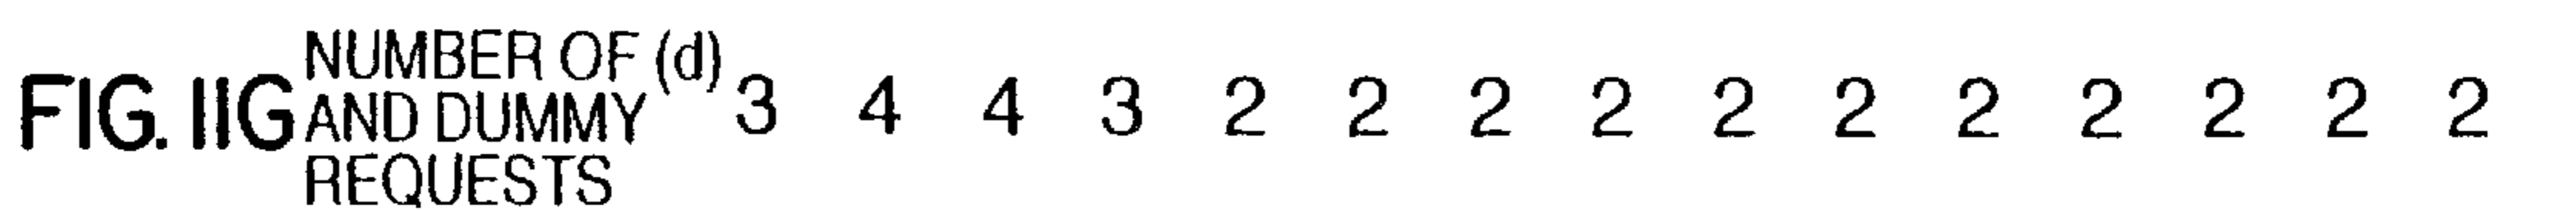 NUMBER OF (d)
FIG. 11G AND DUMMY 3 4 4 3 2 2 2 2 2 2 2 2 2 2 2
REQUESTS